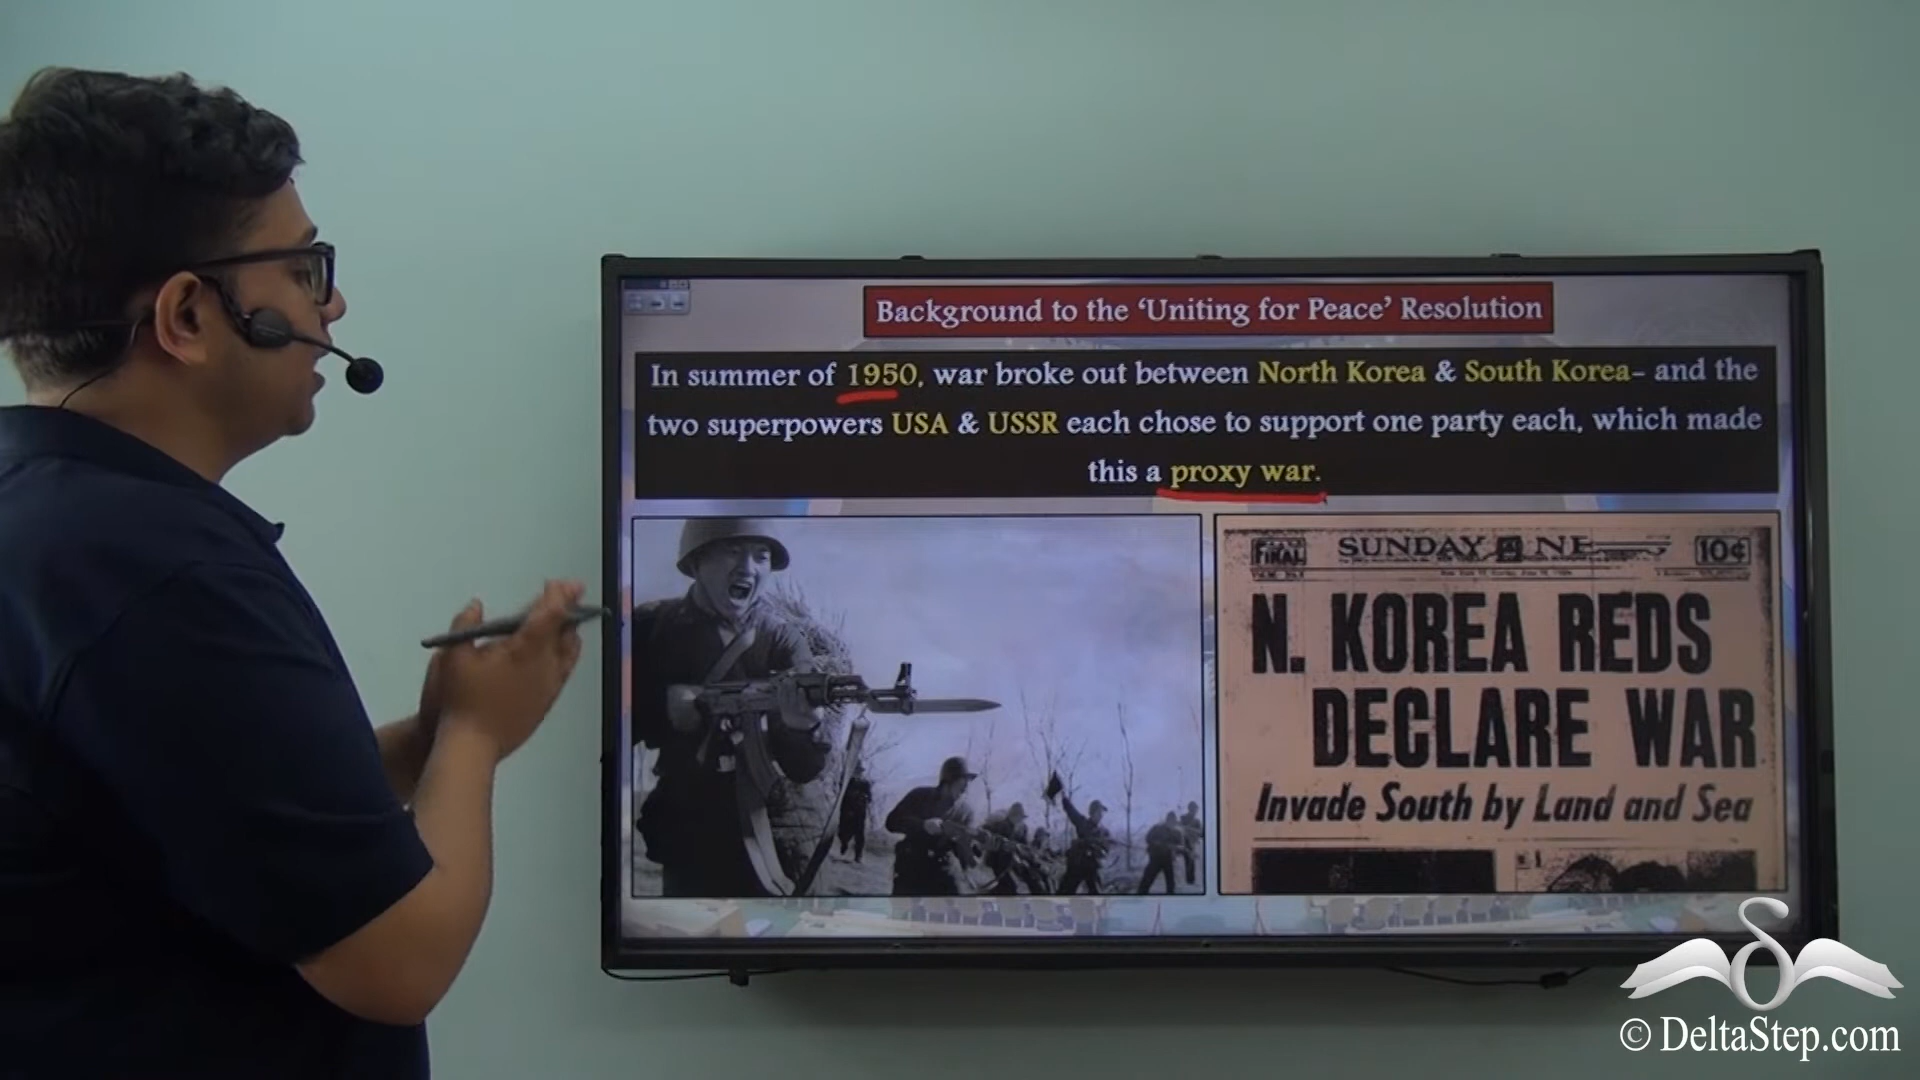 Background to the ‘Uniting for Peace’ Resolution
In summer of 1950, war broke out between North Korea & South Korea- and the
two superpowers USA & USSR each chose to support one party each, which made
this a proxy war.
FINAL
SUNDAY NE
10¢
N. KOREA REDS
DECLARE WAR
Invade South by Land and Sea
© DeltaStep.com